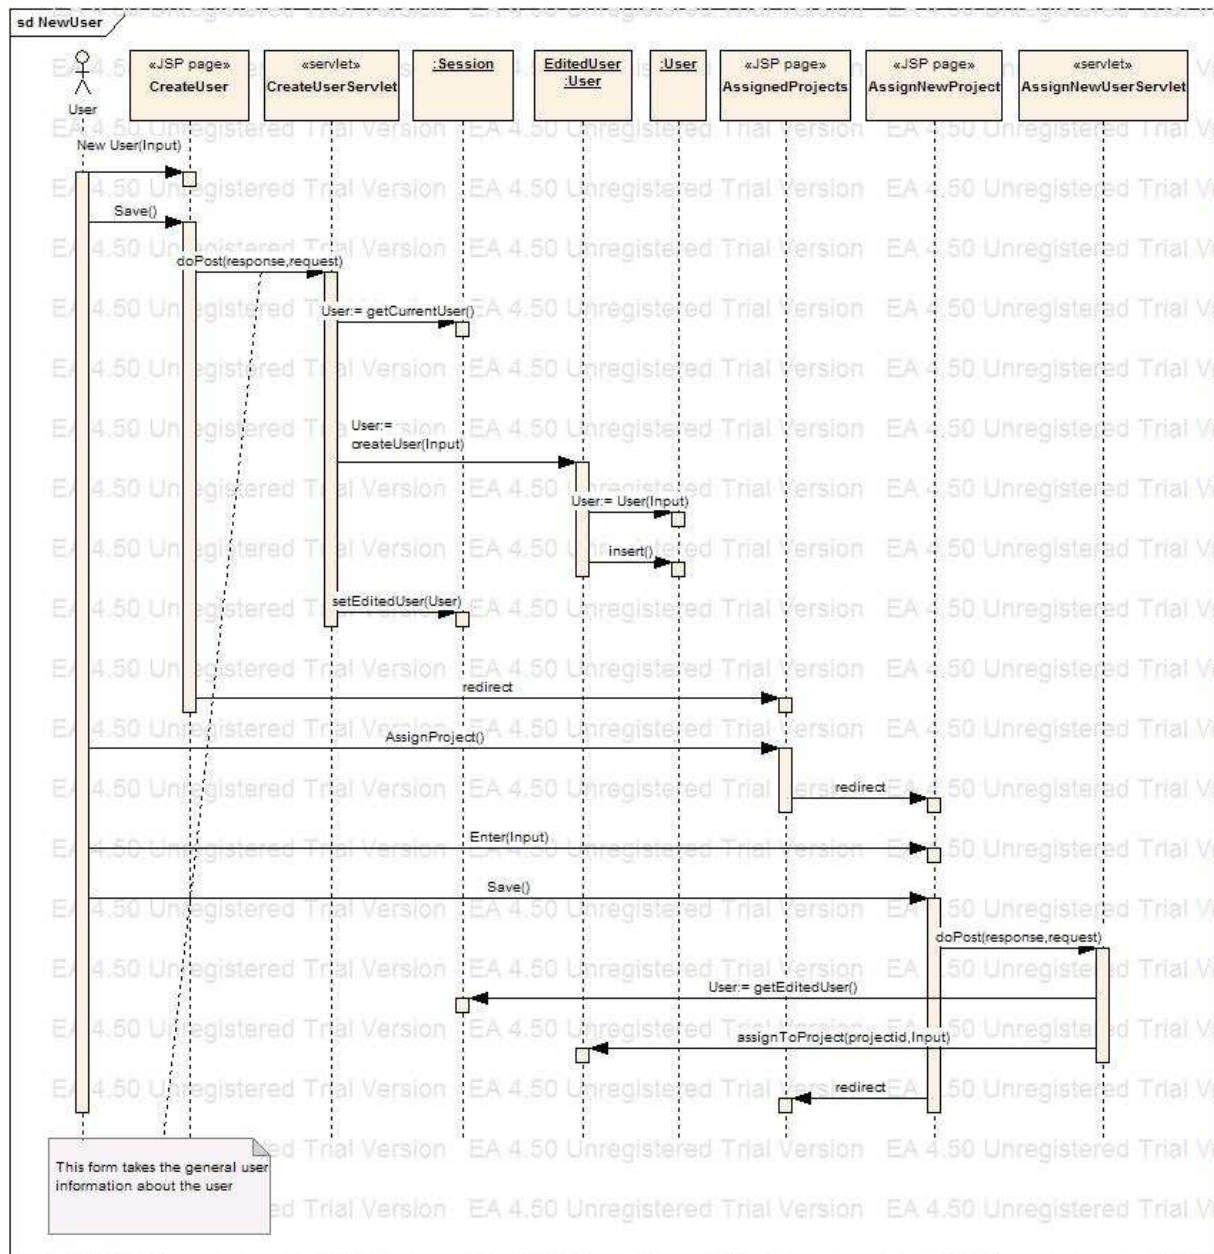 sd NewUser
«JSP page»
CreateUser
«servlet»
CreateUserServlet
:Session
EditedUser
:User
:User
«JSP page»
AssignedProjects
«JSP page»
AssignNewProject
«servlet»
AssignNewUserServlet
User
New User(Input)
Save()
doPost(response,request)
User:= getCurrentUser()
User:=
createUser(Input)
User:= User(Input)
insert()
setEditedUser(User)
redirect
AssignProject()
redirect
Enter(Input)
Save()
doPost(response,request)
User:= getEditedUser()
assignToProject(projectid,Input)
redirect
This form takes the general user
information about the user
EA 4.50 Unregistered Trial Version